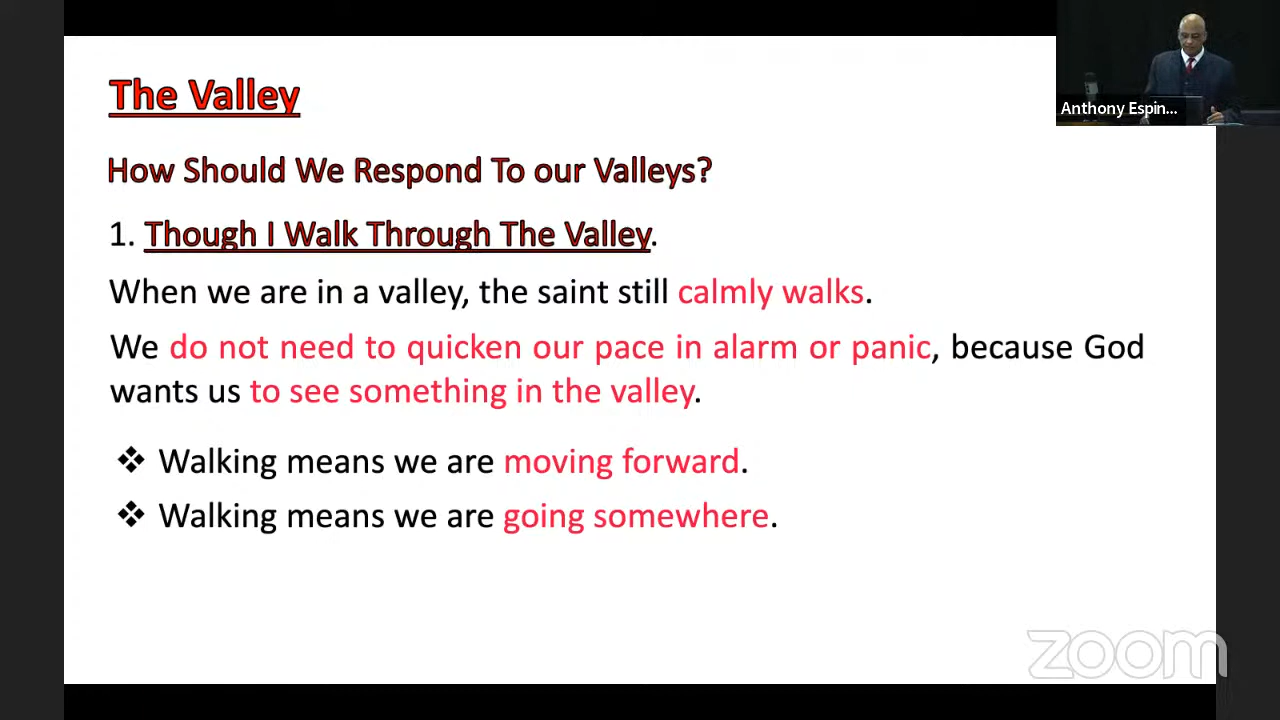 The Valley
Anthony Espin...
How Should We Respond To our Valleys?
1. Though I Walk Through The Valley.
When we are in a valley, the saint still calmly walks.
We do not need to quicken our pace in alarm or panic, because God
wants us to see something in the valley.
❖ Walking means we are moving forward.
❖ Walking means we are going somewhere.
zoom